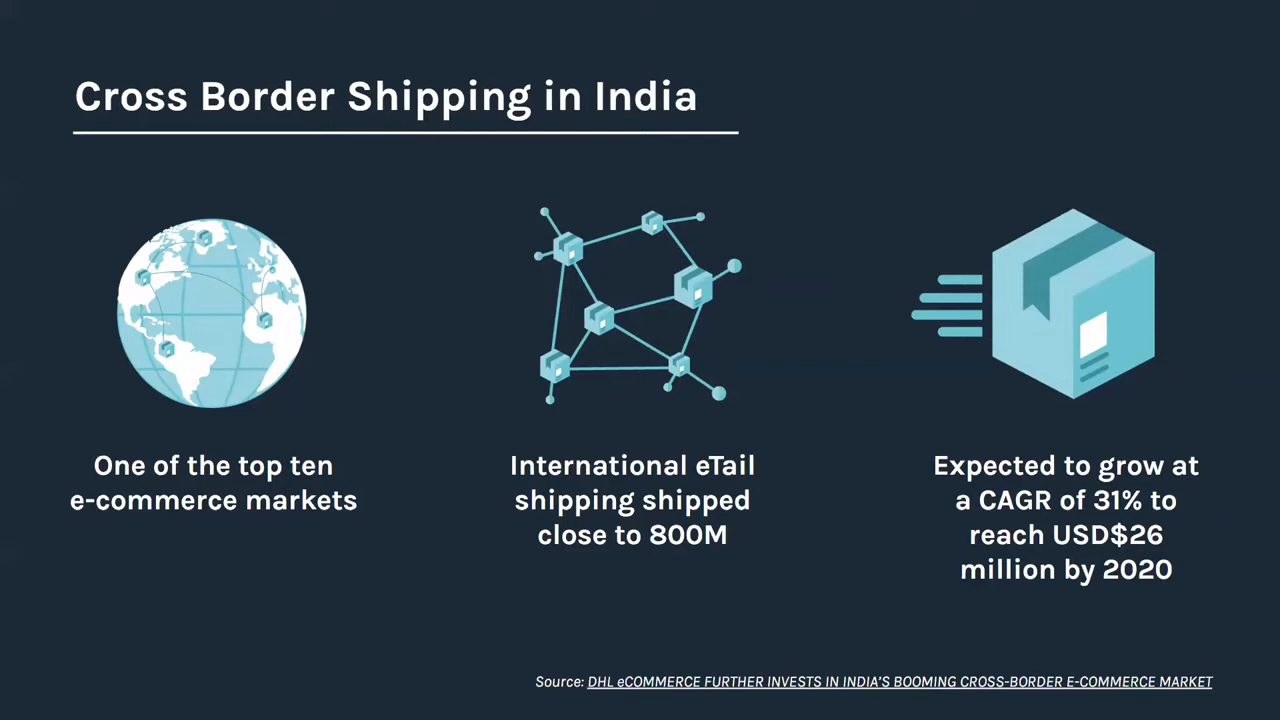 Cross Border Shipping in India
One of the top ten
e-commerce markets
International eTail
shipping shipped
close to 800M
Expected to grow at
a CAGR of 31% to
reach USD$26
million by 2020
Source: DHL eCOMMERCE FURTHER INVESTS IN INDIA'S BOOMING CROSS-BORDER E-COMMERCE MARKET